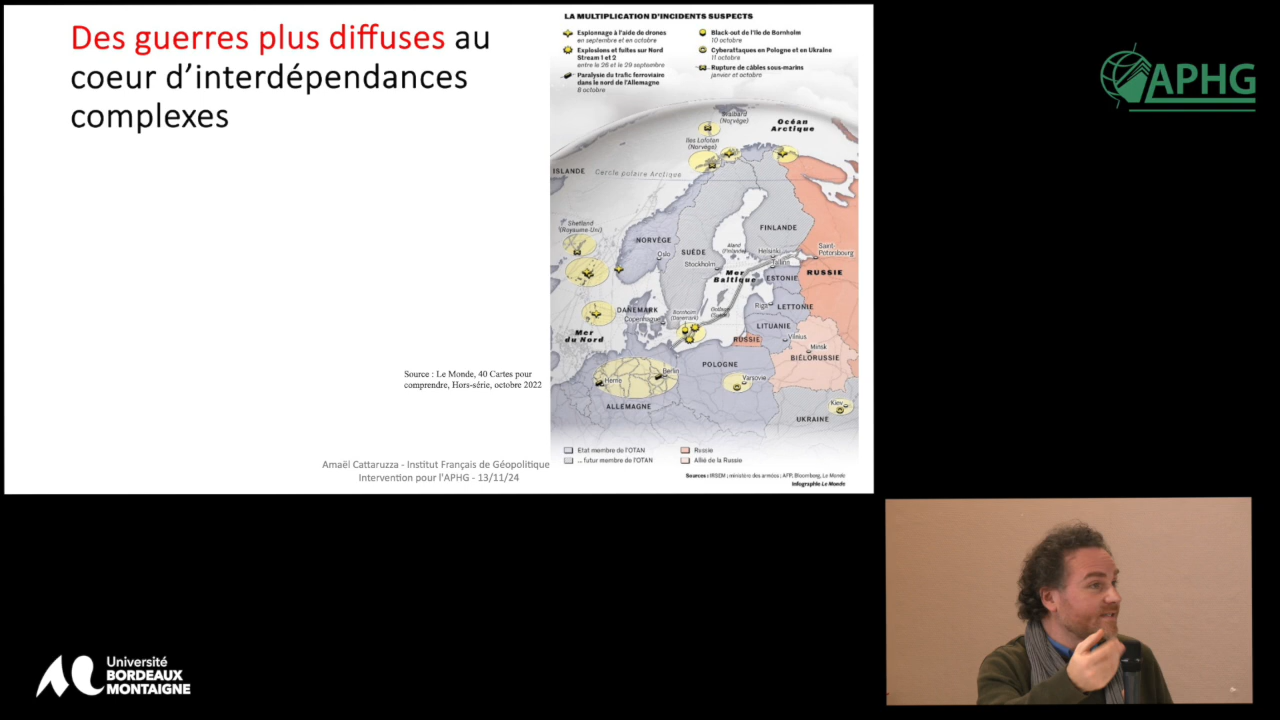 Des guerres plus diffuses au
coeur d'interdépendances
complexes
LA MULTIPLICATION D'INCIDENTS SUSPECTS
Espionnage à l'aide de drones
en septembre et en octobre
Explosions et fuites sur Nord
Stream 1 et 2
entre le 26 et le 29 septembre
Paralysie du trafic ferroviaire
dans le nord de l'Allemagne
8 octobre
Black-out de l'île de Bornholm
10 octobre
Cyberattaques en Pologne et en Ukraine
11 octobre
Rupture de câbles sous-marins
janvier et octobre
APHG
Svalbard
(Norvège)
Océan
Arctique
Iles Lofoten
(Norvège)
ISLANDE
Cercle polaire Arctique
Shetland
(Royaume-Uni)
FINLANDE
NORVÈGE
Oslo
SUÈDE
Åland
(Finlande)
Helsinki
Saint-
Pétersbourg
Stockholm
Tallinn
Mer
Baltique
ESTONIE
RUSSIE
DANEMARK
Copenhague
Bornholm
(Danemark)
Riga
LETTONIE
LITUANIE
Mer
du Nord
Vilnius
RUSSIE
Minsk
BIÉLORUSSIE
POLOGNE
Berlin
Herne
Varsovie
ALLEMAGNE
Kiev
UKRAINE
Source : Le Monde, 40 Cartes pour
comprendre, Hors-série, octobre 2022
Etat membre de l'OTAN
... futur membre de l'OTAN
Russie
Allié de la Russie
Sources : IRSEM ; ministère des armées ; AFP, Bloomberg, Le Monde
Infographie Le Monde
Amaël Cattaruzza - Institut Français de Géopolitique
Intervention pour l'APHG - 13/11/24
Université
BORDEAUX
MONTAIGNE